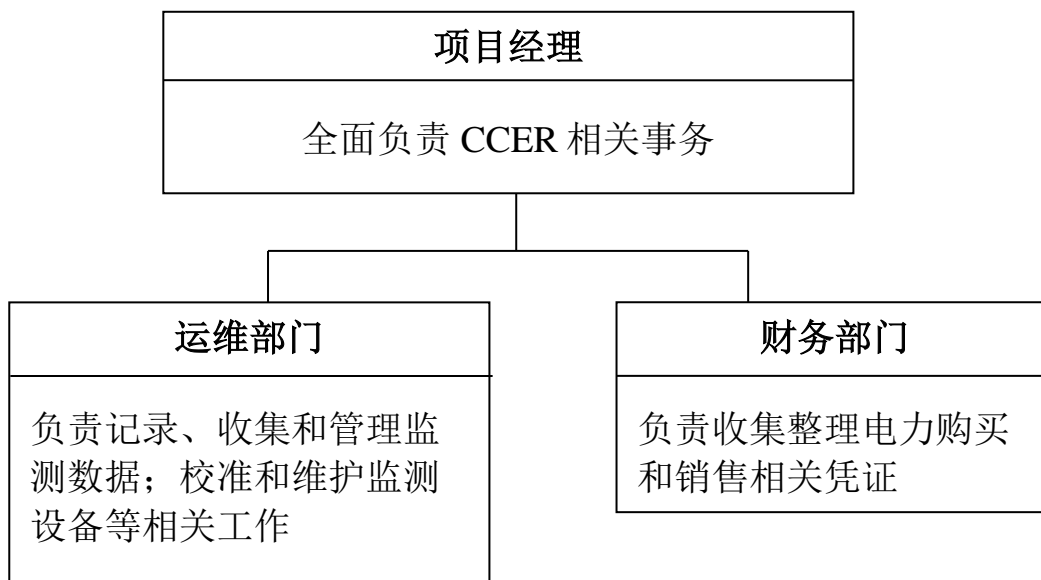 项目经理
全面负责 CCER 相关事务
运维部门
负责记录、收集和管理监
测数据；校准和维护监测
设备等相关工作
财务部门
负责收集整理电力购买
和销售相关凭证